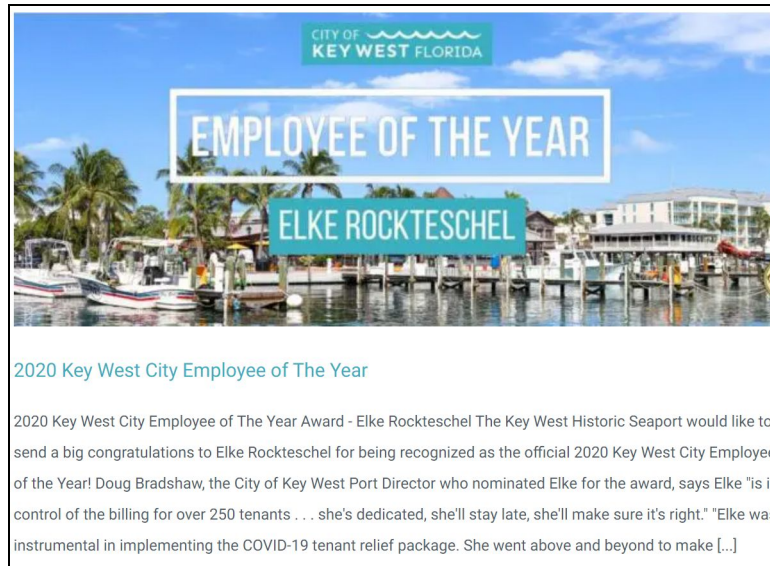 CITY OF
KEY WEST FLORIDA
EMPLOYEE OF THE YEAR
ELKE ROCKTESCHEL
2020 Key West City Employee of The Year
2020 Key West City Employee of The Year Award - Elke Rockteschel The Key West Historic Seaport would like to
send a big congratulations to Elke Rockteschel for being recognized as the official 2020 Key West City Employee
of the Year! Doug Bradshaw, the City of Key West Port Director who nominated Elke for the award, says Elke "is i
control of the billing for over 250 tenants . . . she's dedicated, she'll stay late, she'll make sure it's right." "Elke was
instrumental in implementing the COVID-19 tenant relief package. She went above and beyond to make [...]